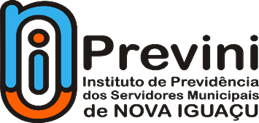 Previni
Instituto de Previdência
dos Servidores Municipais
de NOVA IGUAÇU